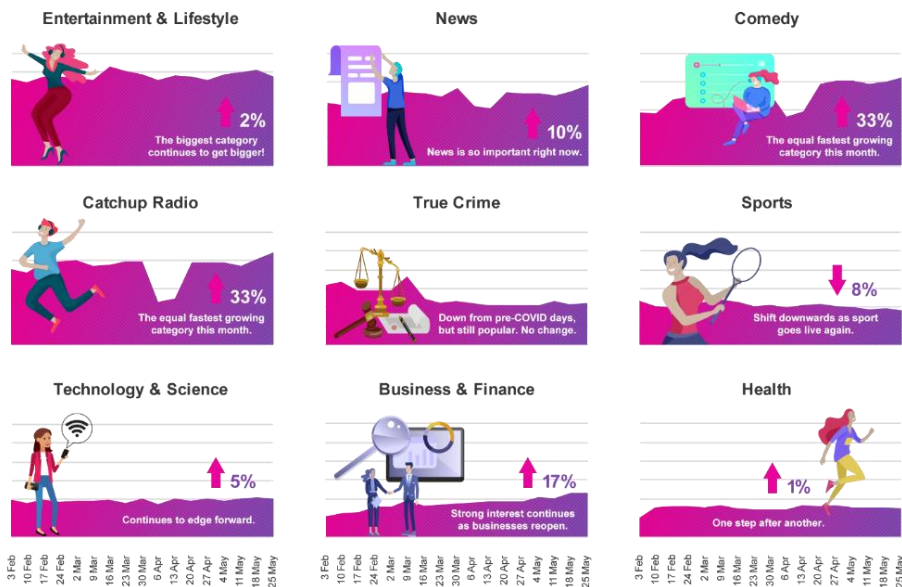 Entertainment & Lifestyle
2%
The biggest category
continues to get bigger!
News
10%
News is so important right now.
Comedy
33%
The equal fastest growing
category this month.
Catchup Radio
33%
The equal fastest growing
category this month.
True Crime
Down from pre-COVID days,
but still popular. No change.
Sports
8%
Shift downwards as sport
goes live again.
Technology & Science
5%
Continues to edge forward.
Business & Finance
17%
Strong interest continues
as businesses reopen.
Health
1%
One step after another.
3 Feb
10 Feb
17 Feb
24 Feb
2 Mar
9 Mar
16 Mar
23 Mar
30 Mar
6 Apr
13 Apr
20 Apr
27 Apr
4 May
11 May
18 May
25 May
3 Feb
10 Feb
17 Feb
24 Feb
2 Mar
9 Mar
16 Mar
23 Mar
30 Mar
6 Apr
13 Apr
20 Apr
27 Apr
4 May
11 May
18 May
25 May
3 Feb
10 Feb
17 Feb
24 Feb
2 Mar
9 Mar
16 Mar
23 Mar
30 Mar
6 Apr
13 Apr
20 Apr
27 Apr
4 May
11 May
18 May
25 May